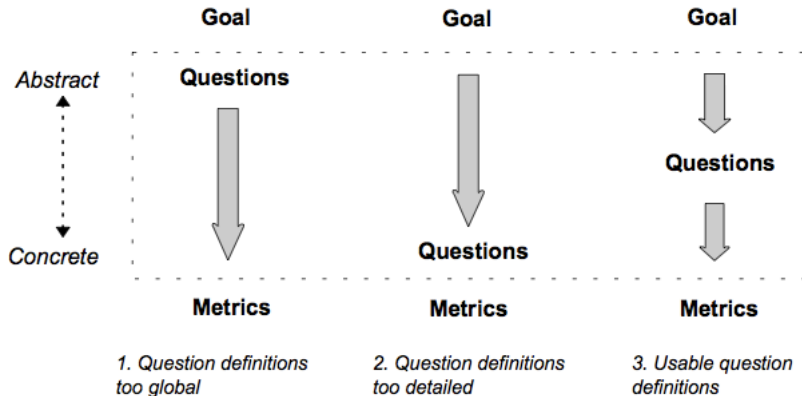 Goal Goal Goal
Abstract Questions
Questions
Concrete Questions
Metrics Metrics Metrics
1. Question definitions
too global
2. Question definitions
too detailed
3. Usable question
definitions